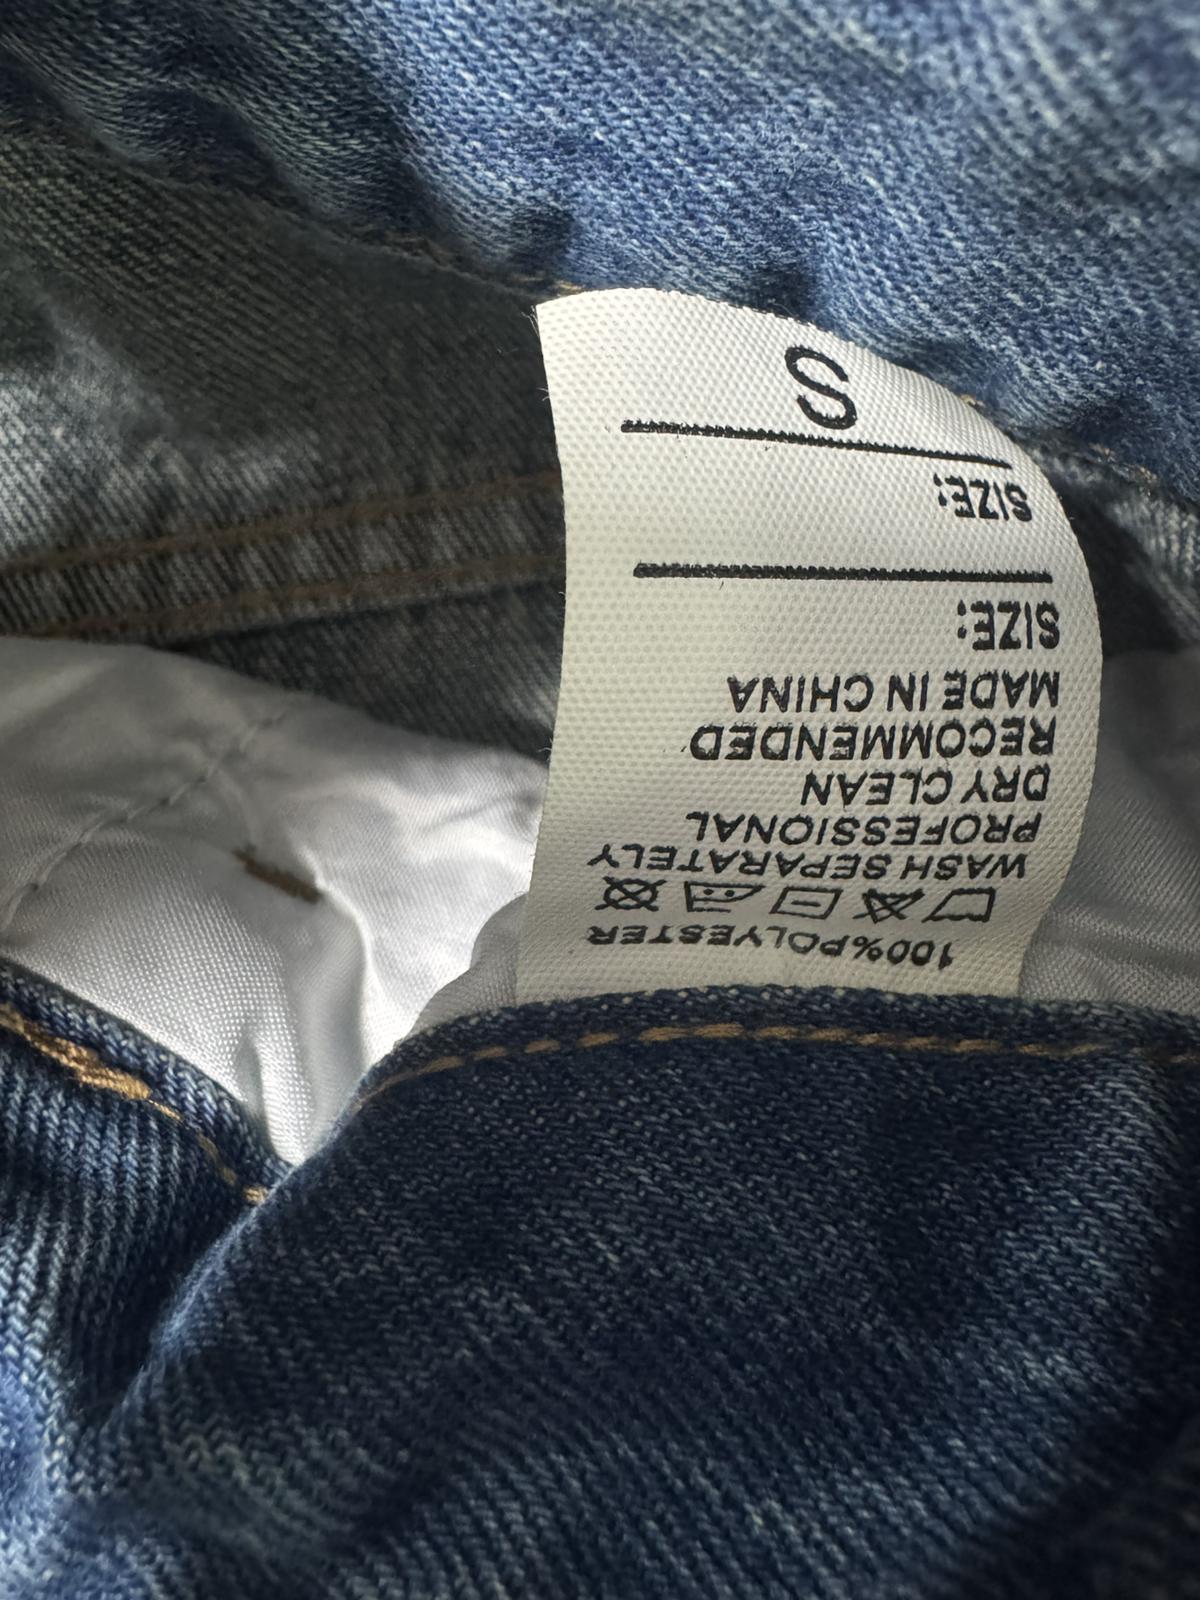 100%POLYESTER
WASH SEPARATELY
PROFESSIONAL
DRY CLEAN
RECOMMENDED
MADE IN CHINA
SIZE:
SIZE:
S